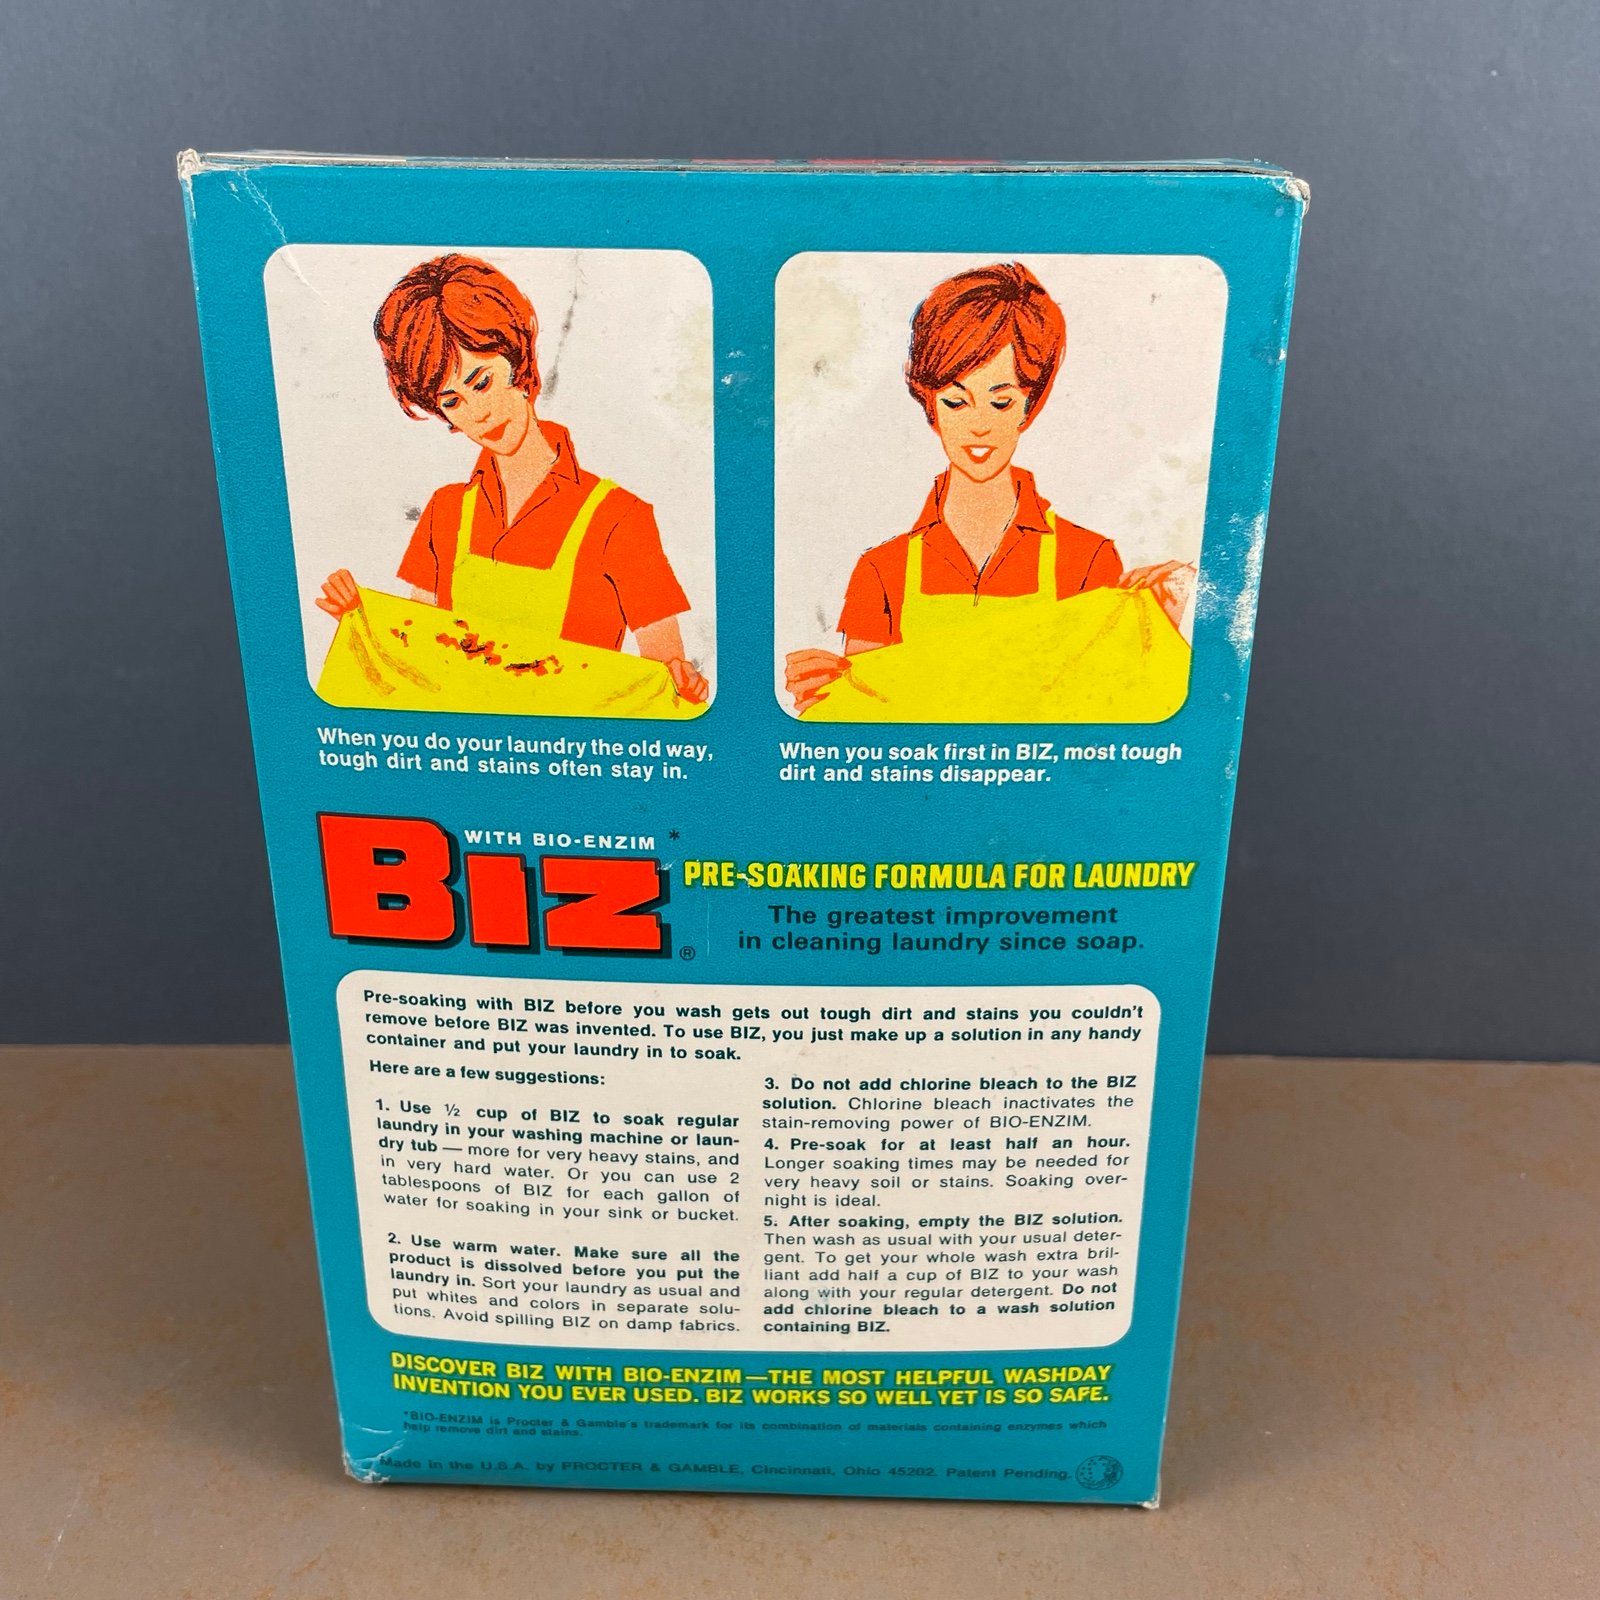 When you do your laundry the old way,
tough dirt and stains often stay in.
When you soak first in BIZ, most tough
dirt and stains disappear.
WITH BIO-ENZIM *
BIZ ®
PRE-SOAKING FORMULA FOR LAUNDRY
The greatest improvement
in cleaning laundry since soap.
Pre-soaking with BIZ before you wash gets out tough dirt and stains you couldn't
remove before BIZ was invented. To use BIZ, you just make up a solution in any handy
container and put your laundry in to soak.
Here are a few suggestions:
1. Use ½ cup of BIZ to soak regular
laundry in your washing machine or laun-
dry tub — more for very heavy stains, and
in very hard water. Or you can use 2
tablespoons of BIZ for each gallon of
water for soaking in your sink or bucket.
2. Use warm water. Make sure all the
product is dissolved before you put the
laundry in. Sort your laundry as usual and
put whites and colors in separate solu-
tions. Avoid spilling BIZ on damp fabrics.
3. Do not add chlorine bleach to the BIZ
solution. Chlorine bleach inactivates the
stain-removing power of BIO-ENZIM.
4. Pre-soak for at least half an hour.
Longer soaking times may be needed for
very heavy soil or stains. Soaking over-
night is ideal.
5. After soaking, empty the BIZ solution.
Then wash as usual with your usual deter-
gent. To get your whole wash extra bril-
liant add half a cup of BIZ to your wash
along with your regular detergent. Do not
add chlorine bleach to a wash solution
containing BIZ.
DISCOVER BIZ WITH BIO-ENZIM—THE MOST HELPFUL WASHDAY
INVENTION YOU EVER USED. BIZ WORKS SO WELL YET IS SO SAFE.
*BIO-ENZIM is Procter & Gamble's trademark for its combination of materials containing enzymes which
help remove dirt and stains.
Made in the U.S.A. by PROCTER & GAMBLE, Cincinnati, Ohio 45202. Patent Pending.